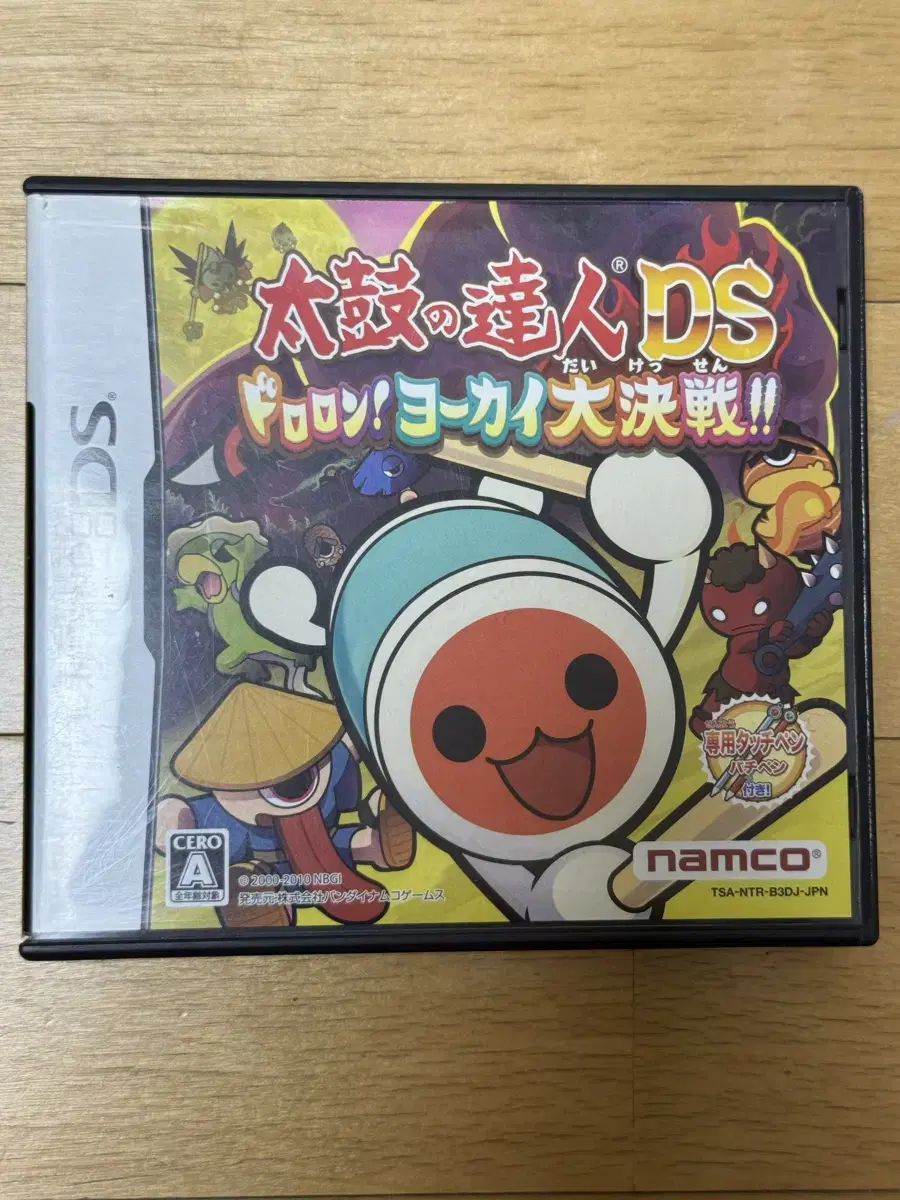 太鼓の達人® DS
だいけっせん
ドロロン!ヨーカイ大決戦!!
DS®
専用タッチペン
バチペン
付き!
CERO
A
全年齢対象
© 2000-2010 NBGI
発売元:株式会社バンダイナムコゲームス
namco®
TSA-NTR-B3DJ-JPN